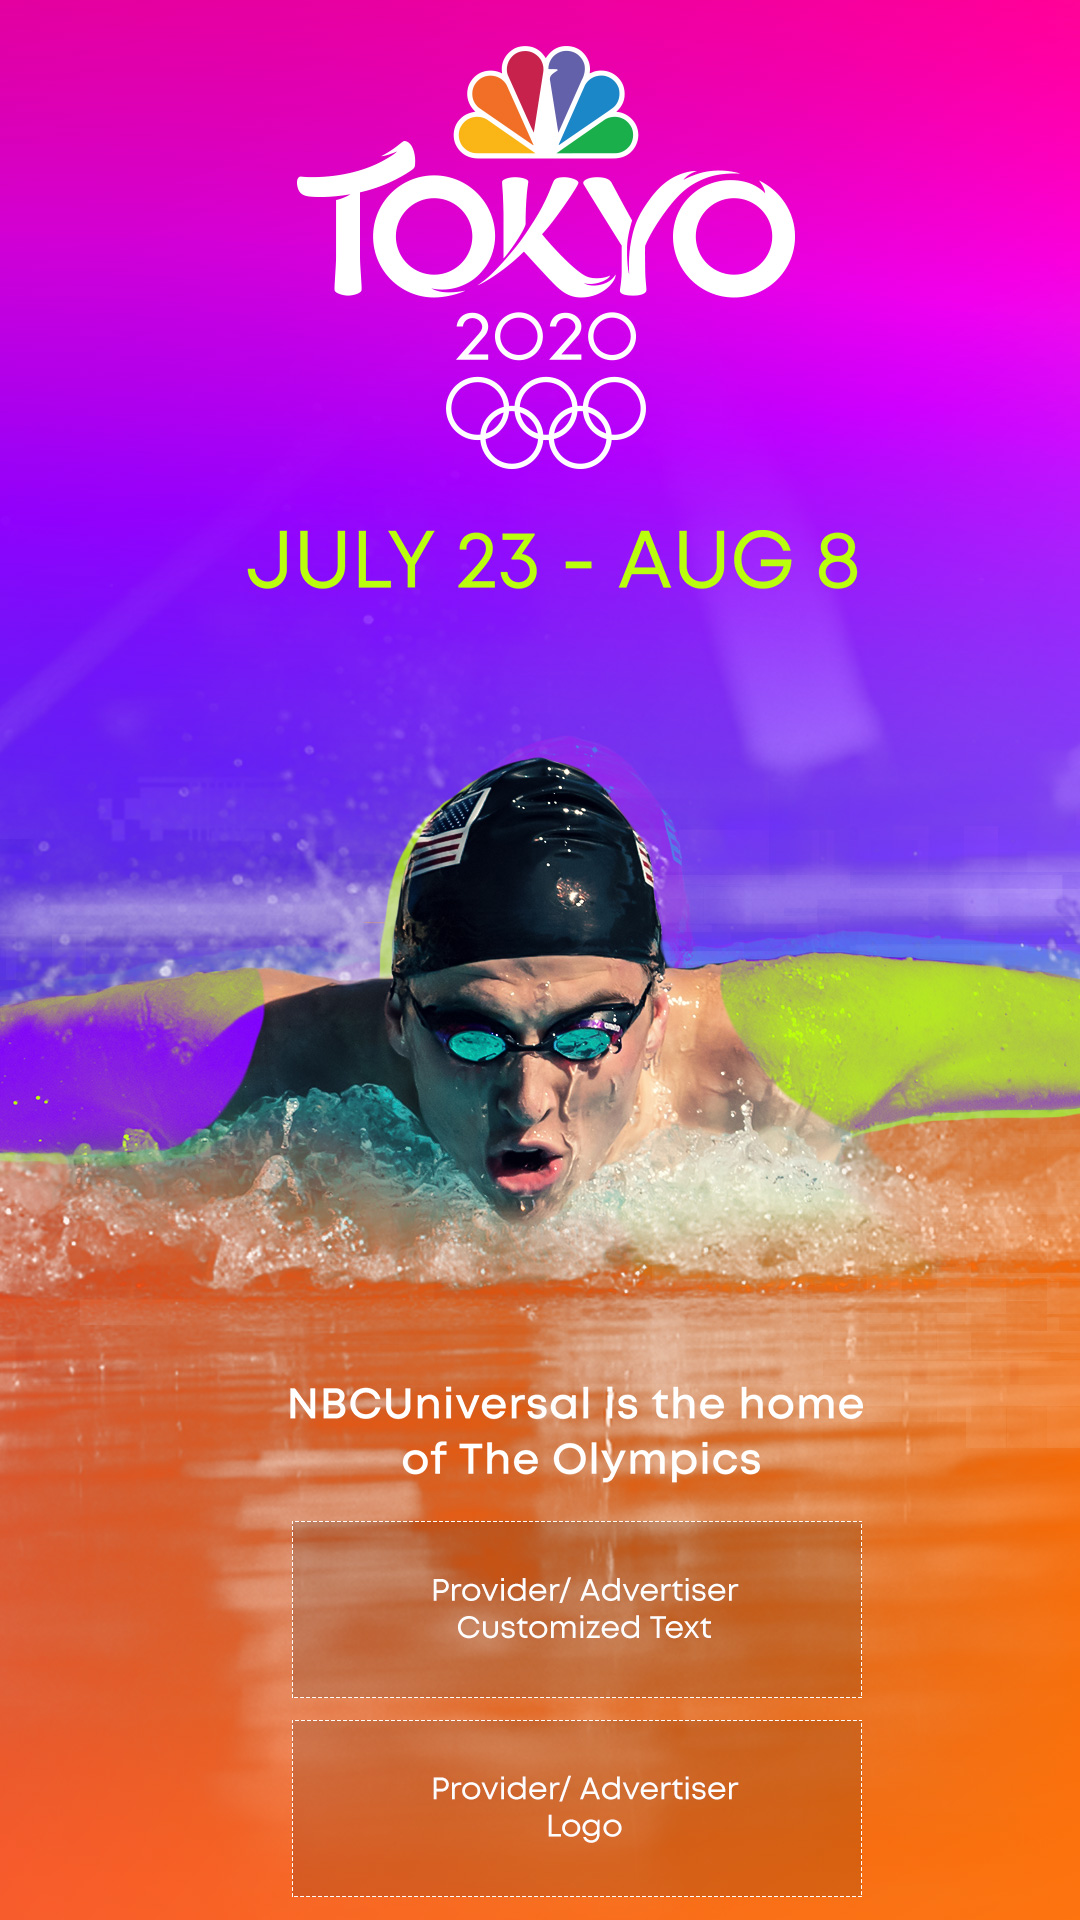 TOKYO
2020
JULY 23 - AUG 8
NBCUniversal is the home
of The Olympics
Provider/ Advertiser
Customized Text
Provider/ Advertiser
Logo